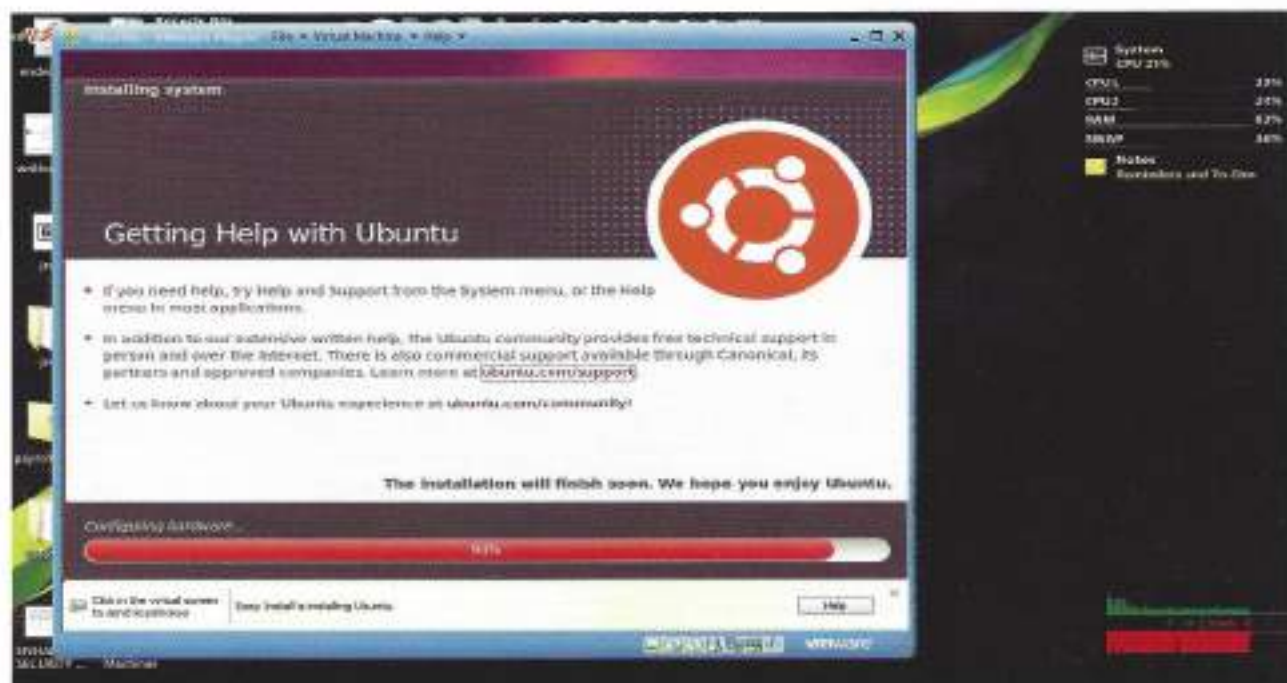 File Virtual Machine Help
Installing system
Getting Help with Ubuntu
If you need help, try Help and Support from the System menu, or the Help
menu in most applications.
In addition to our extensive written help, the Ubuntu community provides free technical support in
person and over the Internet. There is also commercial support available through Canonical, its
partners and approved companies. Learn more at ubuntu.com/support
Let us know about your Ubuntu experience at ubuntu.com/community!
The installation will finish soon. We hope you enjoy Ubuntu.
Configuring hardware...
Click in the virtual screen
to send keystrokes
Easy Install is installing Ubuntu.
Help
vmware
SECURITY ...
Machines
System
CPU 21%
CPU1
CPU2
RAM
SWAP
Notes
Reminders and To-Dos